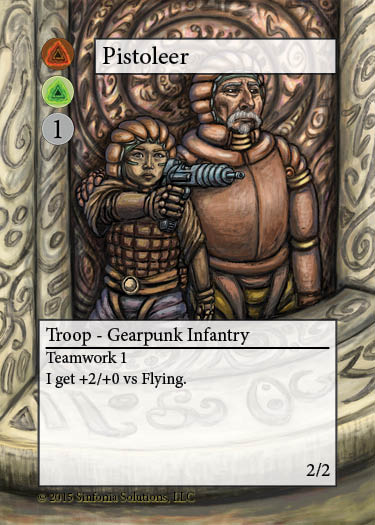 Pistoleer
1
Troop - Gearpunk Infantry
Teamwork 1
I get +2/+0 vs Flying.
2/2
© 2015 Sinfonia Solutions, LLC